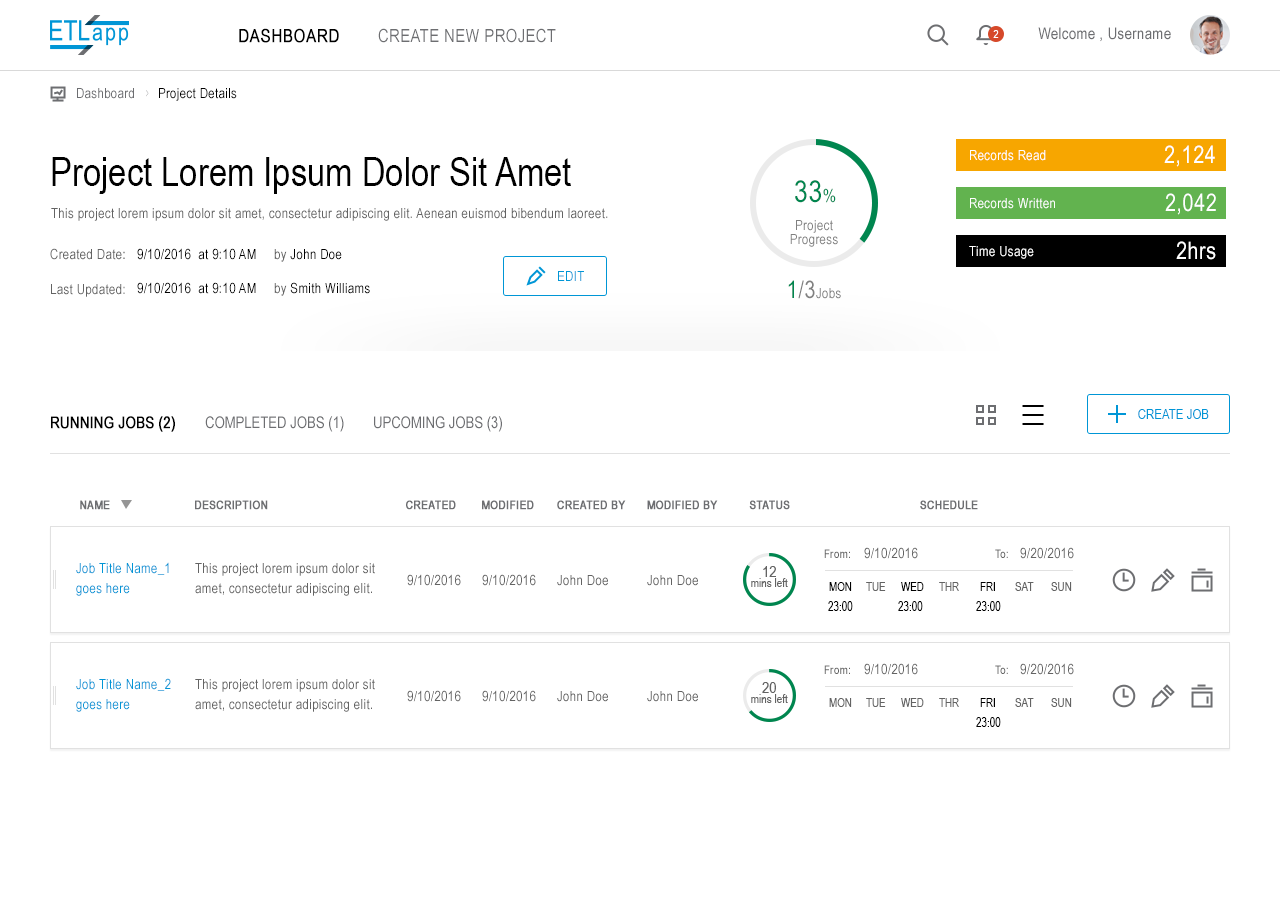 ETLapp
DASHBOARD CREATE NEW PROJECT
2
Welcome , Username
Dashboard › Project Details
Project Lorem Ipsum Dolor Sit Amet
This project lorem ipsum dolor sit amet, consectetur adipiscing elit. Aenean euismod bibendum laoreet.
Created Date: 9/10/2016 at 9:10 AM by John Doe
Last Updated: 9/10/2016 at 9:10 AM by Smith Williams
EDIT
33%
Project
Progress
1/3Jobs
Records Read 2,124
Records Written 2,042
Time Usage 2hrs
RUNNING JOBS (2) COMPLETED JOBS (1) UPCOMING JOBS (3)
CREATE JOB
NAME DESCRIPTION CREATED MODIFIED CREATED BY MODIFIED BY STATUS SCHEDULE
Job Title Name_1
goes here
This project lorem ipsum dolor sit
amet, consectetur adipiscing elit.
9/10/2016 9/10/2016 John Doe John Doe
12
mins left
From: 9/10/2016 To: 9/20/2016
MON TUE WED THR FRI SAT SUN
23:00 23:00 23:00
Job Title Name_2
goes here
This project lorem ipsum dolor sit
amet, consectetur adipiscing elit.
9/10/2016 9/10/2016 John Doe John Doe
20
mins left
From: 9/10/2016 To: 9/20/2016
MON TUE WED THR FRI SAT SUN
23:00